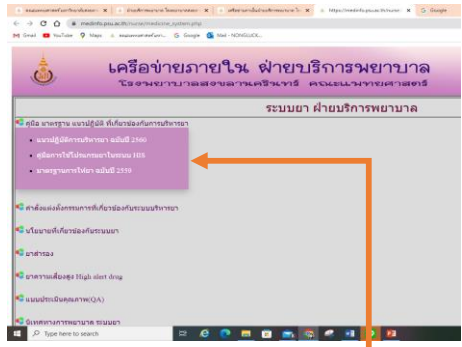 medinfo.psu.ac.th/nurse/medicine_system.php
Gmail
YouTube
Maps
Google
เครือข่ายภายใน ฝ่ายบริการพยาบาล
โรงพยาบาลสงขลานครินทร์ คณะแพทยศาสตร์
ระบบยา ฝ่ายบริการพยาบาล
คู่มือ มาตรฐาน แนวปฏิบัติ ที่เกี่ยวข้องกับการบริหารยา
แนวปฏิบัติการบริหารยา ฉบับปี 2560
คู่มือการใช้โปรแกรมยาในระบบ HIS
มาตรฐานการให้ยา ฉบับปี 2550
คำสั่งแต่งตั้งกรรมการที่เกี่ยวข้องกับระบบบริหารยา
นโยบายที่เกี่ยวข้องกับระบบยา
ยาสำรอง
ยาความเสี่ยงสูง High alert drug
แบบประเมินคุณภาพ(QA)
นิเทศทางการพยาบาล ระบบยา
Type here to search